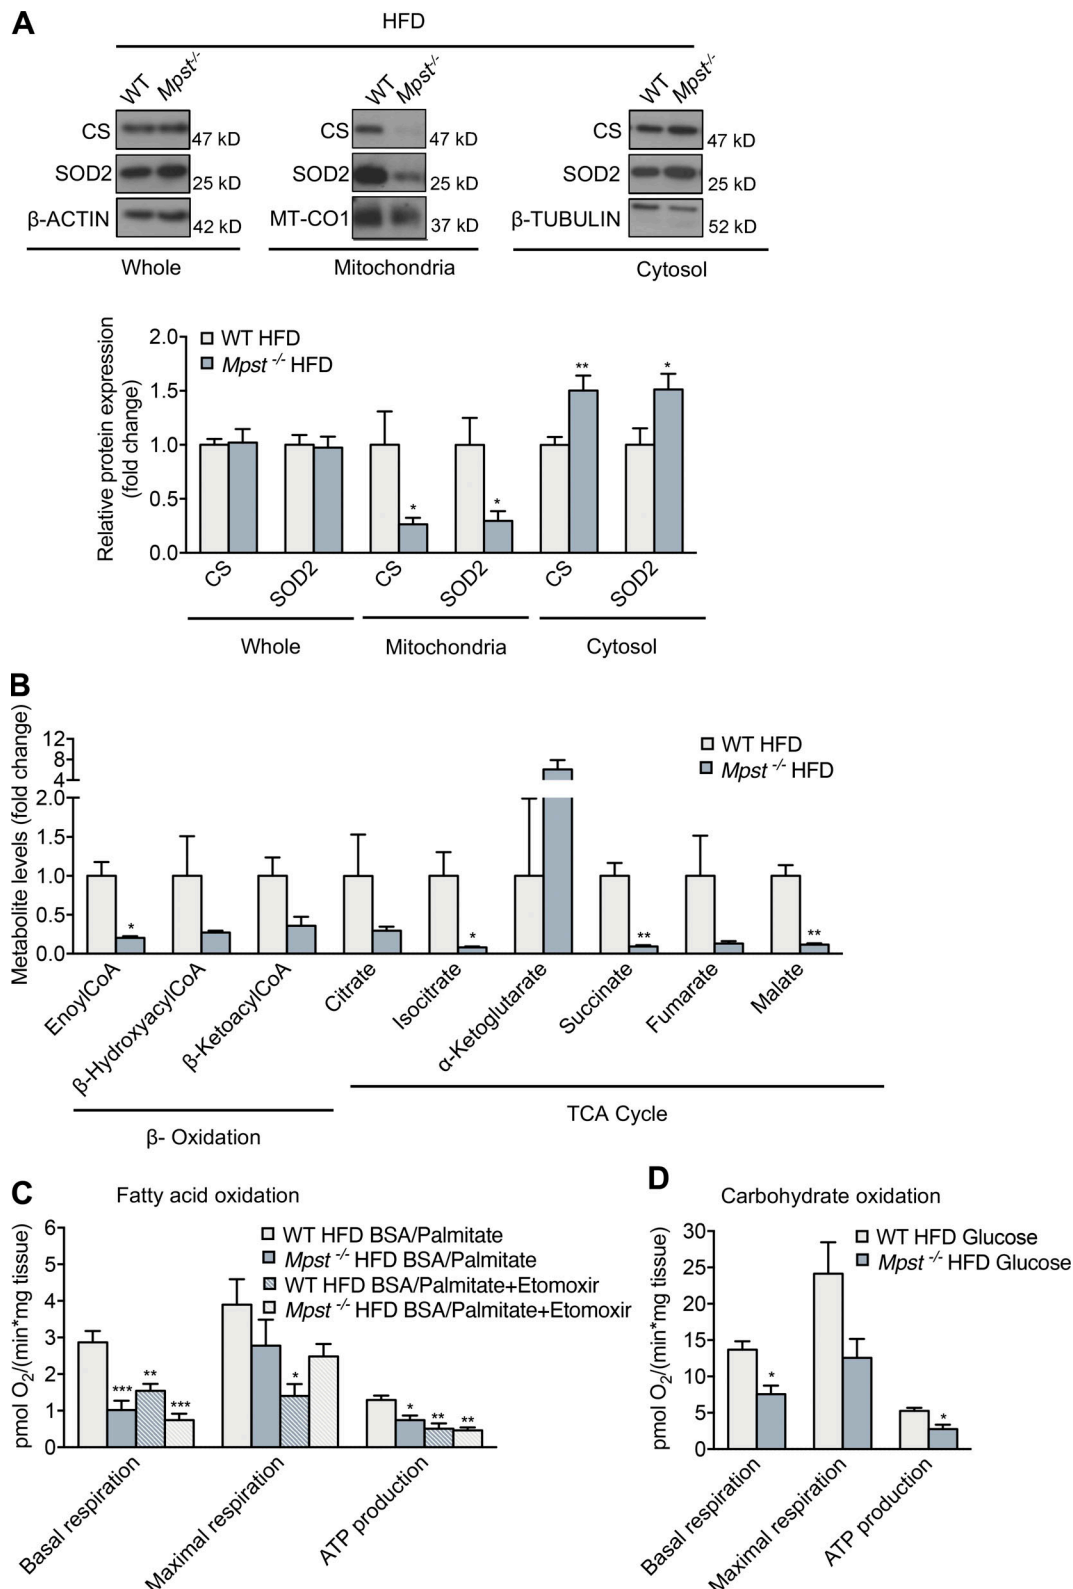 A
HFD
WT Mpst-/- WT Mpst-/- WT Mpst-/-
CS 47 kD CS 47 kD CS 47 kD
SOD2 25 kD SOD2 25 kD SOD2 25 kD
β-ACTIN 42 kD MT-CO1 37 kD β-TUBULIN 52 kD
Whole Mitochondria Cytosol
Relative protein expression
(fold change)
2.0
1.5
1.0
0.5
0.0
WT HFD
Mpst -/- HFD
* * ** *
CS SOD2 CS SOD2 CS SOD2
Whole Mitochondria Cytosol
B
Metabolite levels (fold change)
12
8
4
2.0
1.5
1.0
0.5
0.0
WT HFD
Mpst -/- HFD
* * ** **
EnoylCoA β-HydroxyacylCoA β-KetoacylCoA Citrate Isocitrate α-Ketoglutarate Succinate Fumarate Malate
β- Oxidation TCA Cycle
C
Fatty acid oxidation
pmol O2/(min*mg tissue)
6
5
4
3
2
1
0
WT HFD BSA/Palmitate
Mpst -/- HFD BSA/Palmitate
WT HFD BSA/Palmitate+Etomoxir
Mpst -/- HFD BSA/Palmitate+Etomoxir
*** ** *** * * ** **
Basal respiration Maximal respiration ATP production
D
Carbohydrate oxidation
pmol O2/(min*mg tissue)
30
25
20
15
10
5
0
WT HFD Glucose
Mpst -/- HFD Glucose
* *
Basal respiration Maximal respiration ATP production